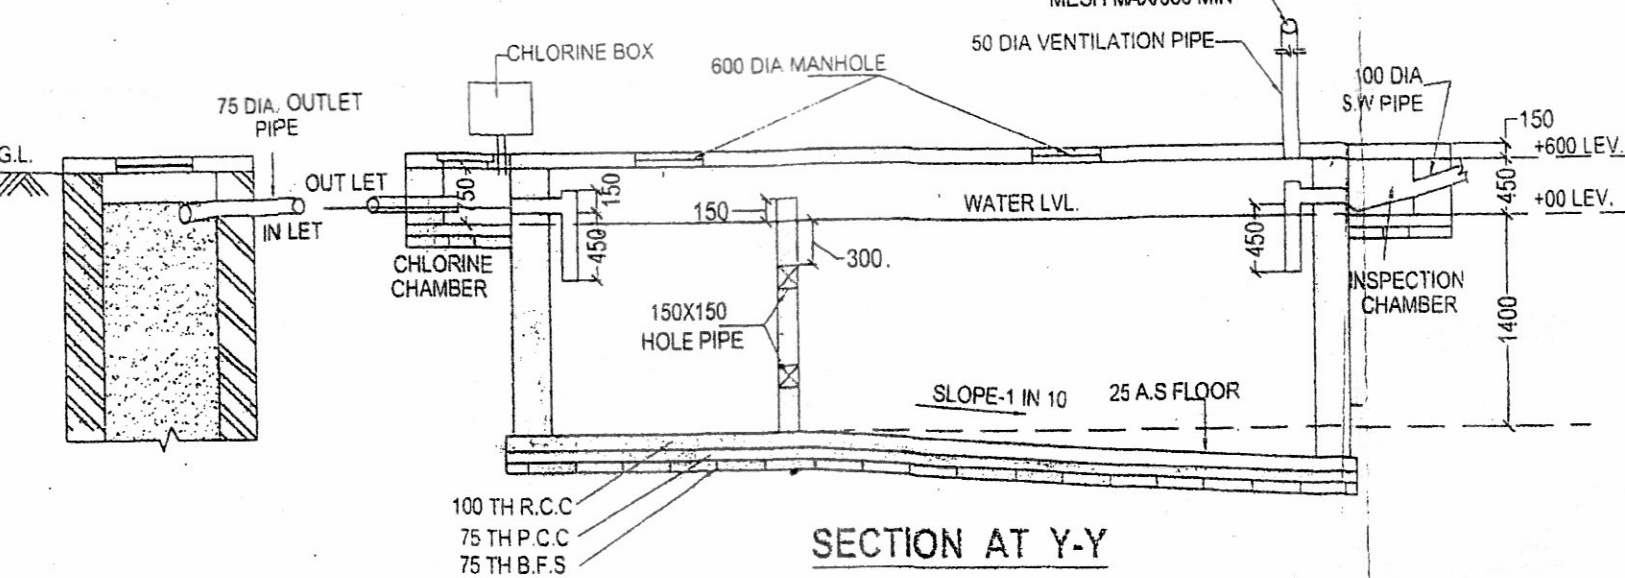 CHLORINE BOX
600 DIA MANHOLE
50 DIA VENTILATION PIPE
75 DIA. OUTLET
PIPE
00 DIA
S.W PIPE
150
+600 LEV.
G.L.
OUT LET
50
150
450
+00 LEV.
WATER LVL.
150
IN LET
450
450
300.
CHLORINE
CHAMBER
INSPECTION
CHAMBER
150X150
HOLE PIPE
1400
SLOPE-1 IN 10
25 A.S FLOOR
100 TH R.C.C
75 TH P.C.C
75 TH B.F.S
SECTION AT Y-Y